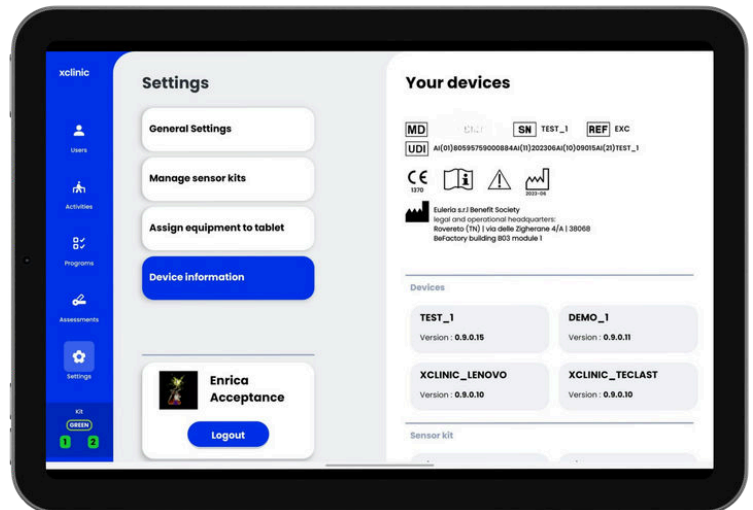 xclinic
Users
Activities
Programs
Assessments
Settings
Kit
GREEN
1 2
Settings
General Settings
Manage sensor kits
Assign equipment to tablet
Device information
Enrica
Acceptance
Logout
Your devices
MD SN TEST_1 REF EXC
UDI AI(01)80595759000884AI(11)202306AI(10)09015AI(21)TEST_1
CE
1370
2023-06
Euleria s.r.l Benefit Society
legal and operational headquarters:
Rovereto (TN) | via delle Zigherane 4/A | 38068
BeFactory building 803 module 1
Devices
TEST_1
Version : 0.9.0.15
DEMO_1
Version : 0.9.0.11
XCLINIC_LENOVO
Version : 0.9.0.10
XCLINIC_TECLAST
Version : 0.9.0.10
Sensor kit